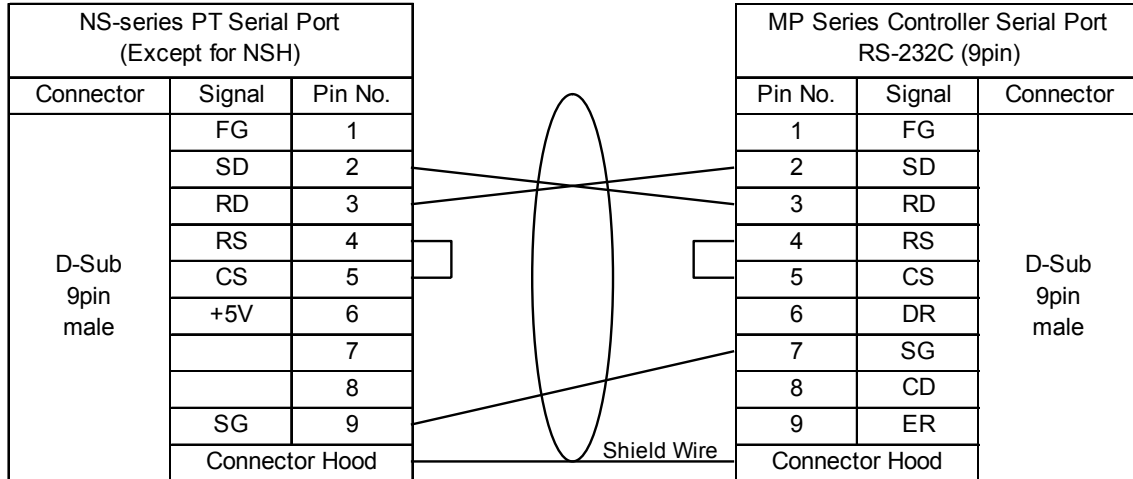 NS-series PT Serial Port
(Except for NSH)
MP Series Controller Serial Port
RS-232C (9pin)
Connector Signal Pin No.
Pin No. Signal Connector
FG 1
1 FG
SD 2
2 SD
RD 3
3 RD
RS 4
4 RS
CS 5
5 CS
+5V 6
6 DR
7
7 SG
8
8 CD
SG 9
9 ER
D-Sub
9pin
male
D-Sub
9pin
male
Connector Hood
Shield Wire
Connector Hood